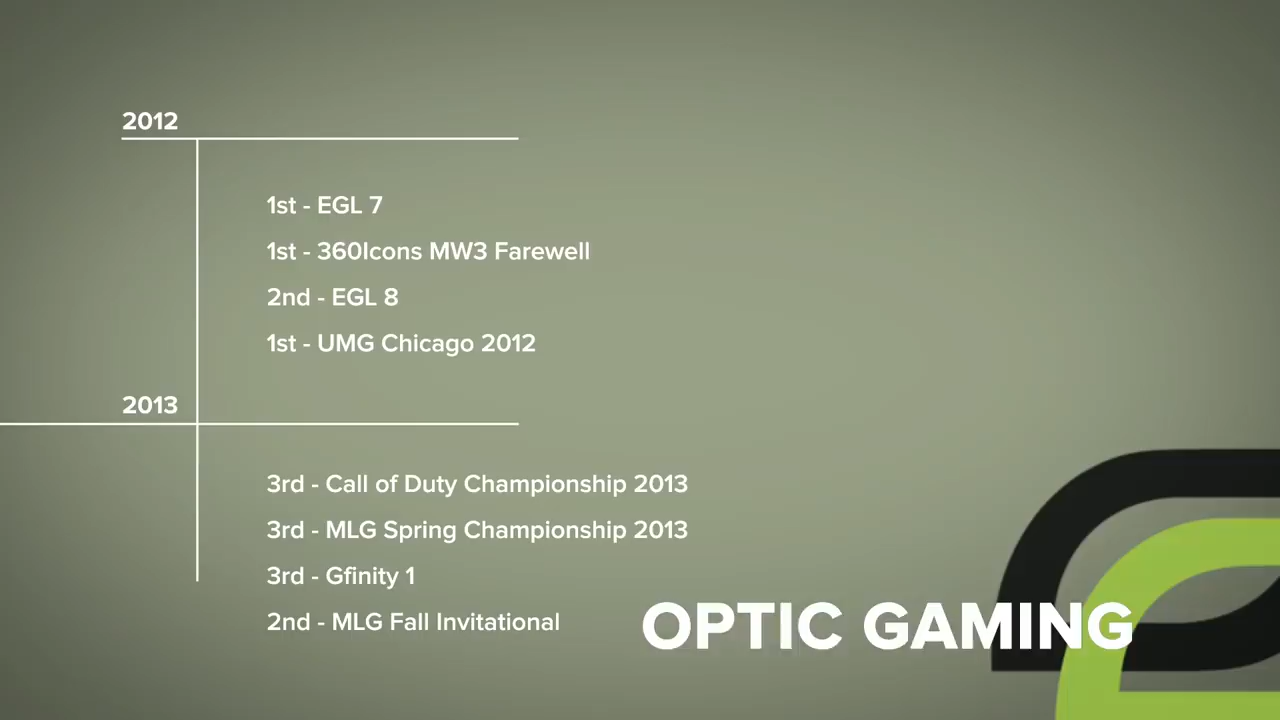 2012
1st - EGL 7
1st - 360Icons MW3 Farewell
2nd - EGL 8
1st - UMG Chicago 2012
2013
3rd - Call of Duty Championship 2013
3rd - MLG Spring Championship 2013
3rd - Gfinity 1
2nd - MLG Fall Invitational
OPTIC GAMING